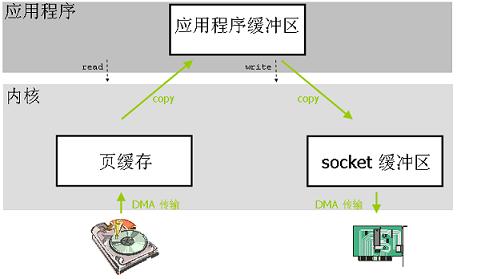 应用程序
应用程序缓冲区
read
write
内核
copy
copy
页缓存
socket 缓冲区
DMA 传输
DMA 传输